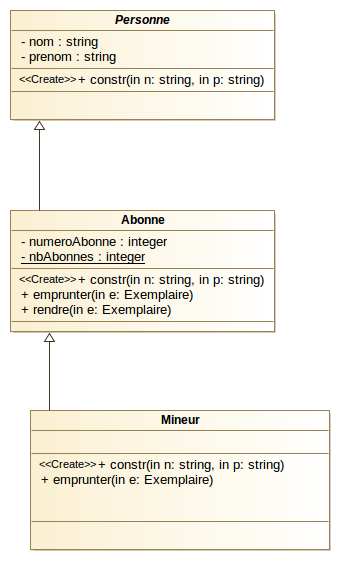 Personne
- nom : string
- prenom : string
<<Create>> + constr(in n: string, in p: string)
Abonne
- numeroAbonne : integer
- nbAbonnes : integer
<<Create>> + constr(in n: string, in p: string)
+ emprunter(in e: Exemplaire)
+ rendre(in e: Exemplaire)
Mineur
<<Create>> + constr(in n: string, in p: string)
+ emprunter(in e: Exemplaire)